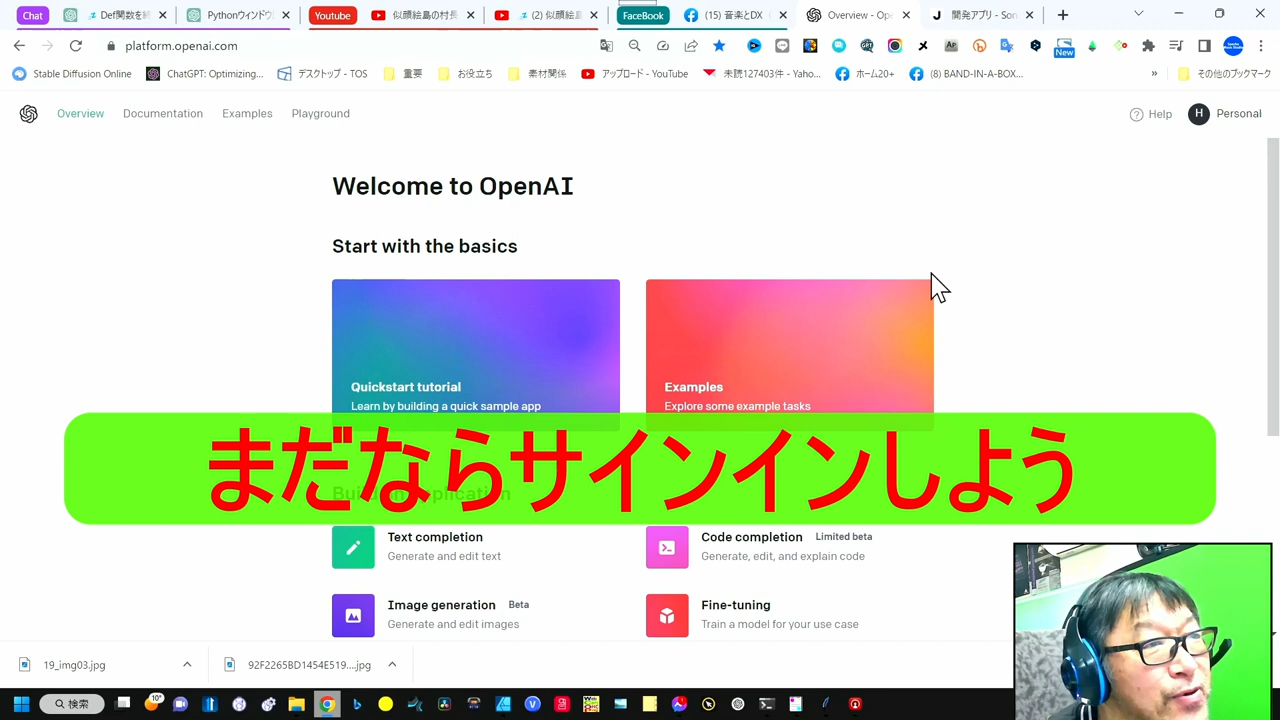 Chat
Def関数を終
Pythonウィンドウ
Youtube
似顔絵島の村長
(2) 似顔絵島
FaceBook
(15) 音楽とDX
Overview - Ope
開発アプリ - Son
platform.openai.com
New
Stable Diffusion Online
ChatGPT: Optimizing...
デスクトップ - TOS
重要
お役立ち
素材関係
アップロード - YouTube
未読127403件 - Yaho...
ホーム20+
(8) BAND-IN-A-BOX...
»
その他のブックマーク
Overview
Documentation
Examples
Playground
Help
H
Personal
Welcome to OpenAI
Start with the basics
Quickstart tutorial
Learn by building a quick sample app
Examples
Explore some example tasks
まだならサインインしよう
Text completion
Generate and edit text
Code completion
Limited beta
Generate, edit, and explain code
Image generation
Beta
Generate and edit images
Fine-tuning
Train a model for your use case
19_img03.jpg
92F2265BD1454E519....jpg
10°
検索